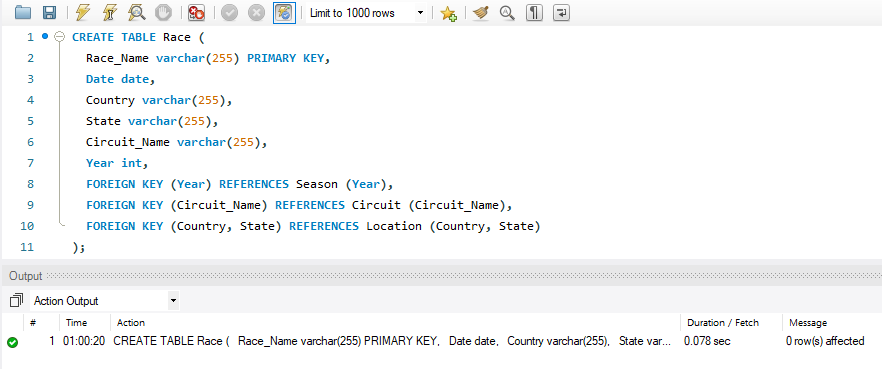 Limit to 1000 rows
1 CREATE TABLE Race (
2 Race_Name varchar(255) PRIMARY KEY,
3 Date date,
4 Country varchar(255),
5 State varchar(255),
6 Circuit_Name varchar(255),
7 Year int,
8 FOREIGN KEY (Year) REFERENCES Season (Year),
9 FOREIGN KEY (Circuit_Name) REFERENCES Circuit (Circuit_Name),
10 FOREIGN KEY (Country, State) REFERENCES Location (Country, State)
11 );
Output
Action Output
# Time Action Duration / Fetch Message
1 01:00:20 CREATE TABLE Race ( Race_Name varchar(255) PRIMARY KEY, Date date, Country varchar(255), State var... 0.078 sec 0 row(s) affected